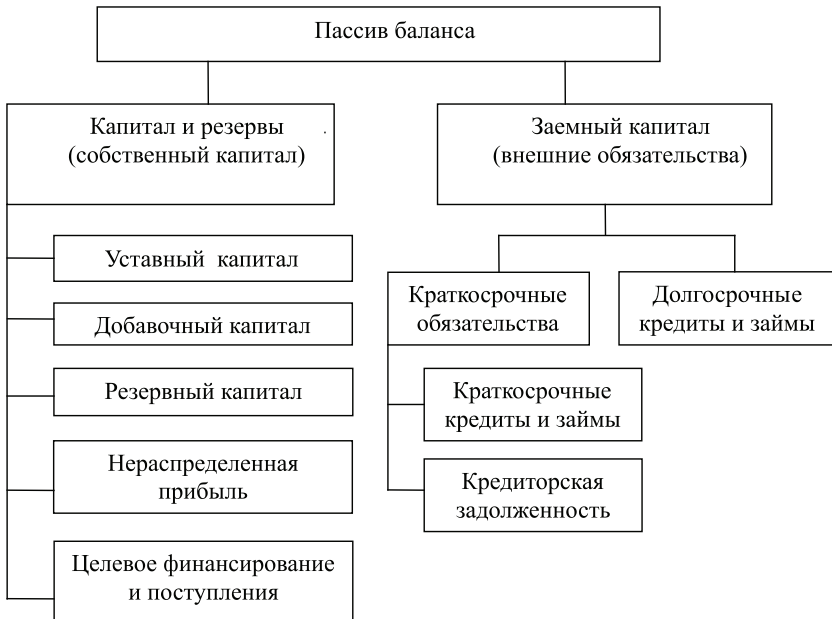 Пассив баланса
Капитал и резервы
(собственный капитал)
Заемный капитал
(внешние обязательства)
Уставный капитал
Добавочный капитал
Резервный капитал
Нераспределенная
прибыль
Целевое финансирование
и поступления
Краткосрочные
обязательства
Долгосрочные
кредиты и займы
Краткосрочные
кредиты и займы
Кредиторская
задолженность